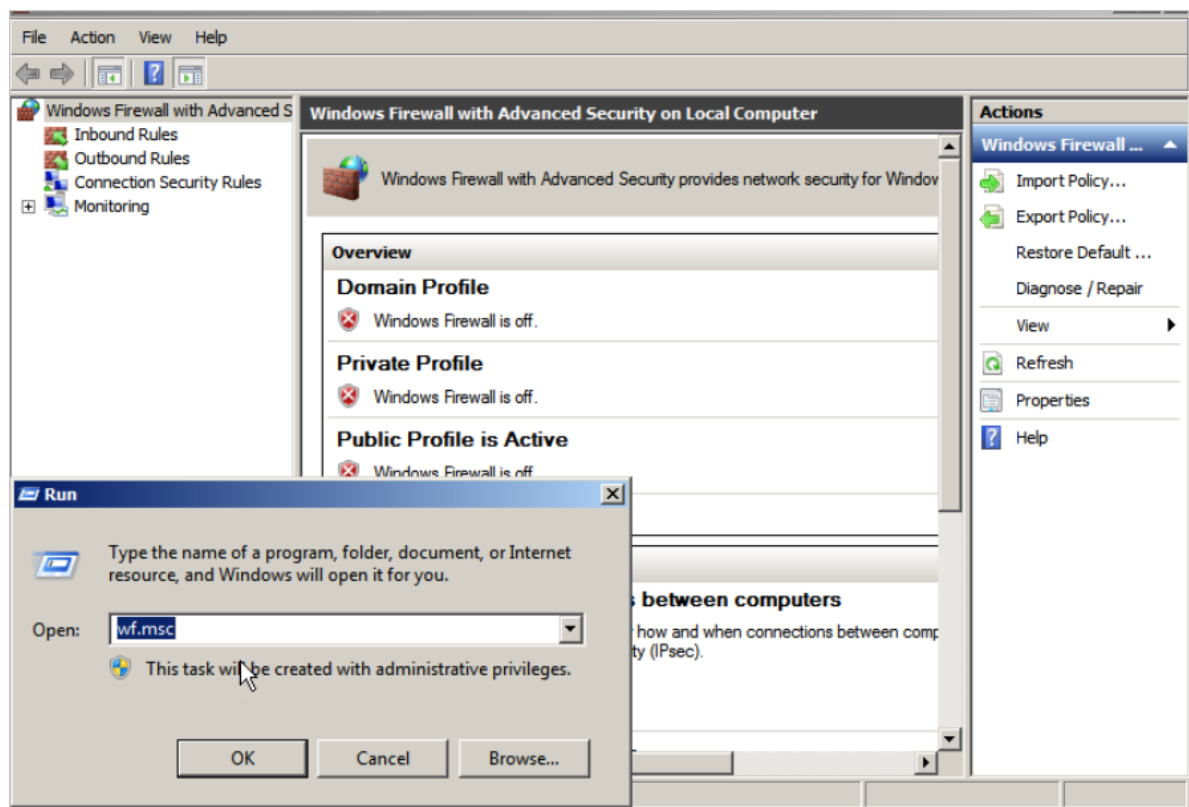 File Action View Help
Windows Firewall with Advanced S
Inbound Rules
Outbound Rules
Connection Security Rules
Monitoring
Windows Firewall with Advanced Security on Local Computer
Windows Firewall with Advanced Security provides network security for Window
Overview
Domain Profile
Windows Firewall is off.
Private Profile
Windows Firewall is off.
Public Profile is Active
Windows Firewall is off
between computers
how and when connections between comp
ty (IPsec).
Actions
Windows Firewall ...
Import Policy...
Export Policy...
Restore Default ...
Diagnose / Repair
View
Refresh
Properties
Help
Run
Type the name of a program, folder, document, or Internet
resource, and Windows will open it for you.
Open: wf.msc
This task will be created with administrative privileges.
OK Cancel Browse...